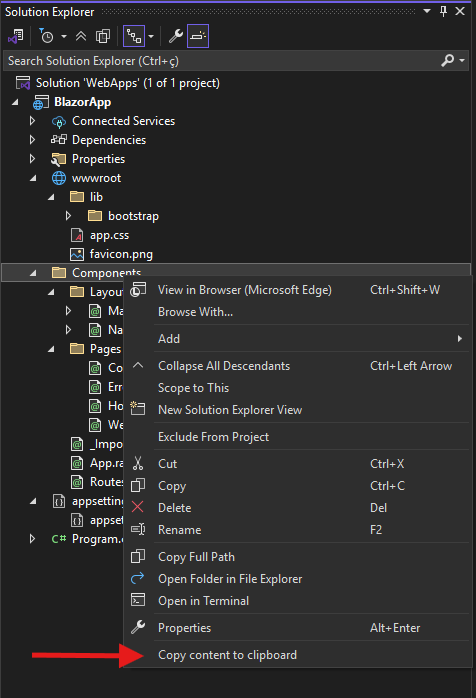 Solution Explorer
Search Solution Explorer (Ctrl+ç)
Solution 'WebApps' (1 of 1 project)
BlazorApp
Connected Services
Dependencies
Properties
wwwroot
lib
bootstrap
app.css
favicon.png
Components
Layou
Ma
Na
Pages
Co
Erro
Ho
We
_Impo
App.ra
Routes
appsetting
appset
C# Program.c
View in Browser (Microsoft Edge) Ctrl+Shift+W
Browse With...
Add
Collapse All Descendants Ctrl+Left Arrow
Scope to This
New Solution Explorer View
Exclude From Project
Cut Ctrl+X
Copy Ctrl+C
Delete Del
Rename F2
Copy Full Path
Open Folder in File Explorer
Open in Terminal
Properties Alt+Enter
Copy content to clipboard